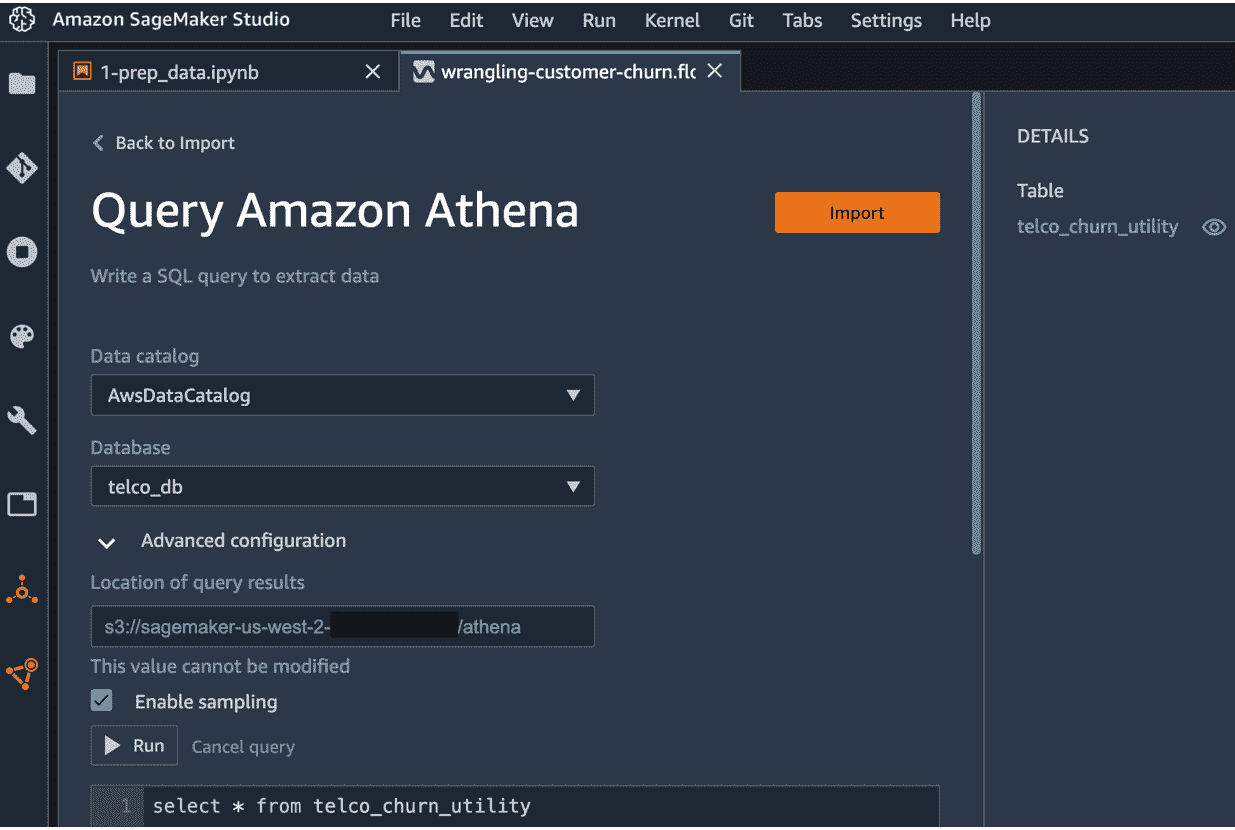 Amazon SageMaker Studio File Edit View Run Kernel Git Tabs Settings Help
1-prep_data.ipynb wrangling-customer-churn.flo
Back to Import
Query Amazon Athena
Import
Write a SQL query to extract data
Data catalog
AwsDataCatalog
Database
telco_db
Advanced configuration
Location of query results
s3://sagemaker-us-west-2- /athena
This value cannot be modified
Enable sampling
Run Cancel query
1 select * from telco_churn_utility
DETAILS
Table
telco_churn_utility